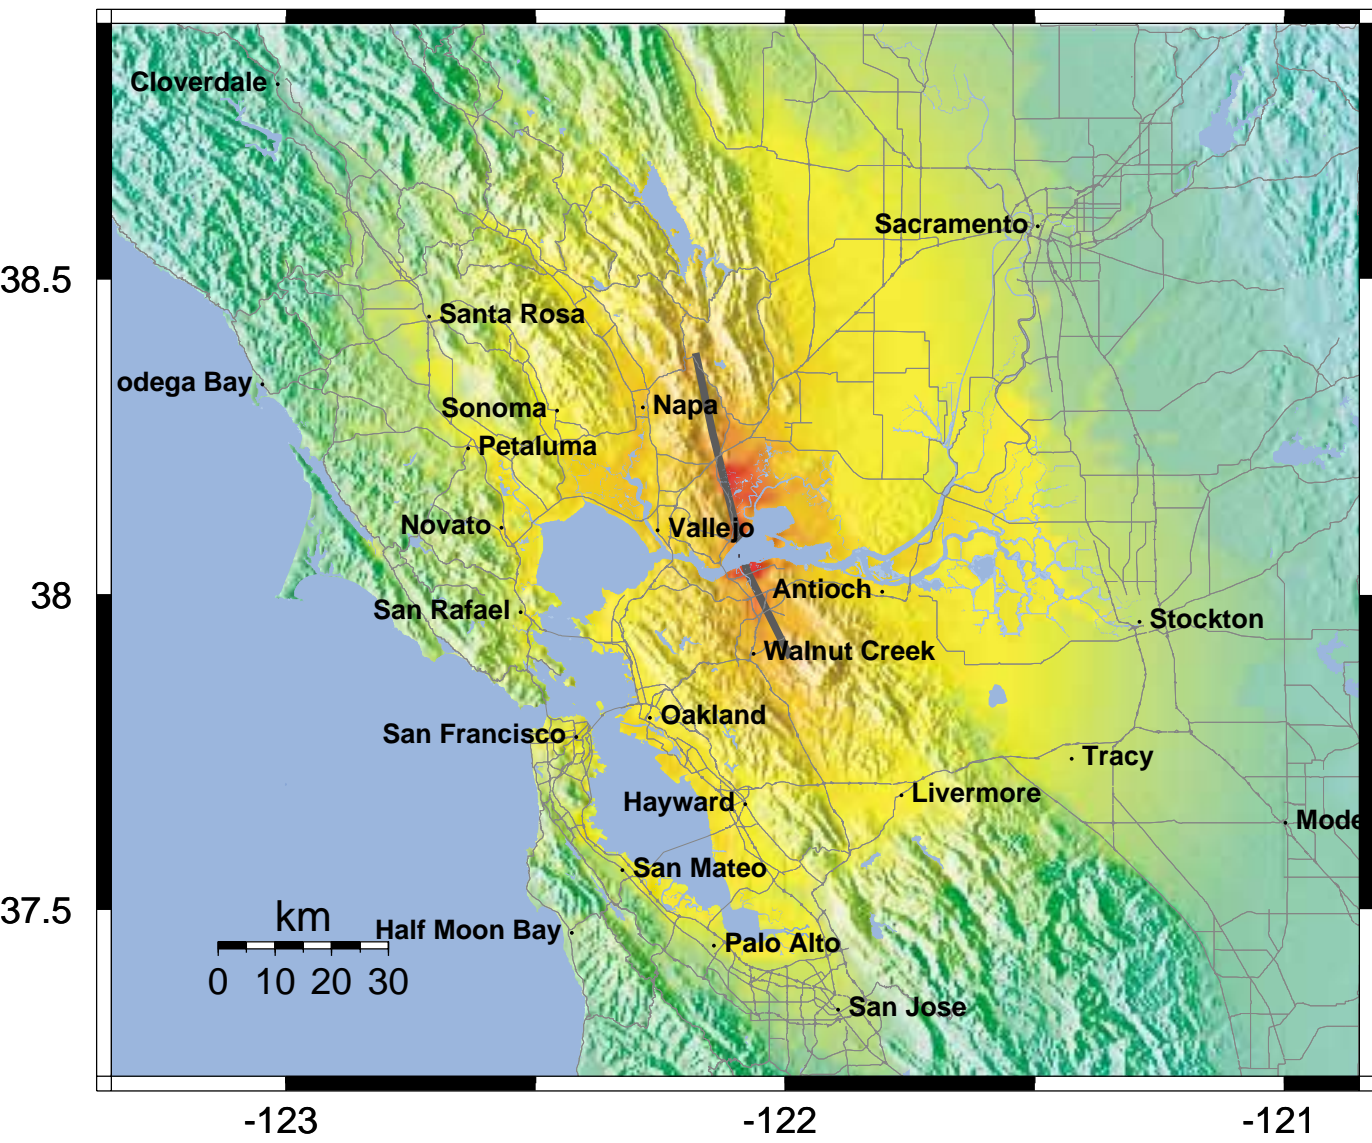 Cloverdale
Sacramento
38.5
Santa Rosa
odega Bay
Sonoma
Napa
Petaluma
Novato
Vallejo
38
Antioch
San Rafael
Stockton
Walnut Creek
Oakland
San Francisco
Tracy
Hayward
Livermore
Mode
San Mateo
37.5
km
Half Moon Bay
Palo Alto
0 10 20 30
San Jose
-123 -122 -121